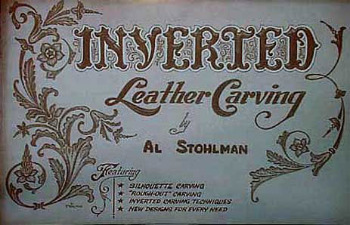 INVERTED
Leather Carving
by
AL STOHLMAN
Featuring
★ SILHOUETTE CARVING
★ "ROUGH-OUT" CARVING
★ INVERTED CARVING TECHNIQUES
★ NEW DESIGNS FOR EVERY NEED